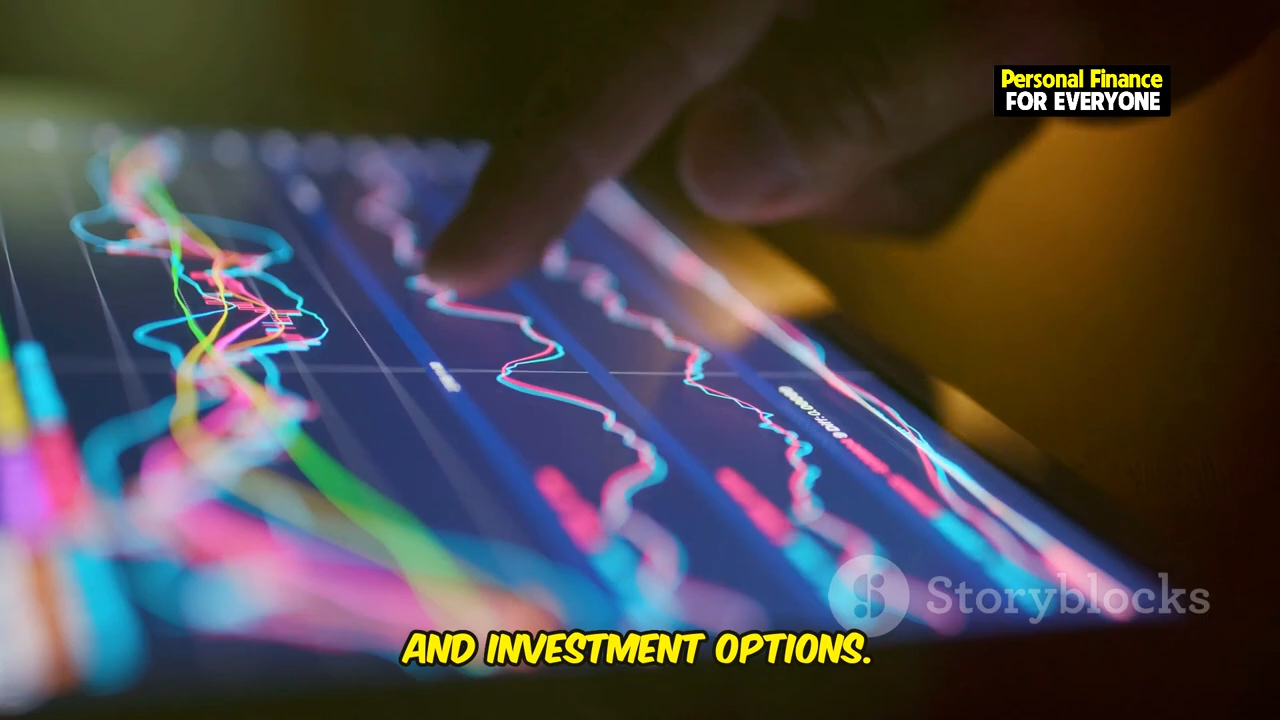 Personal Finance
FOR EVERYONE
Storyblocks
AND INVESTMENT OPTIONS.